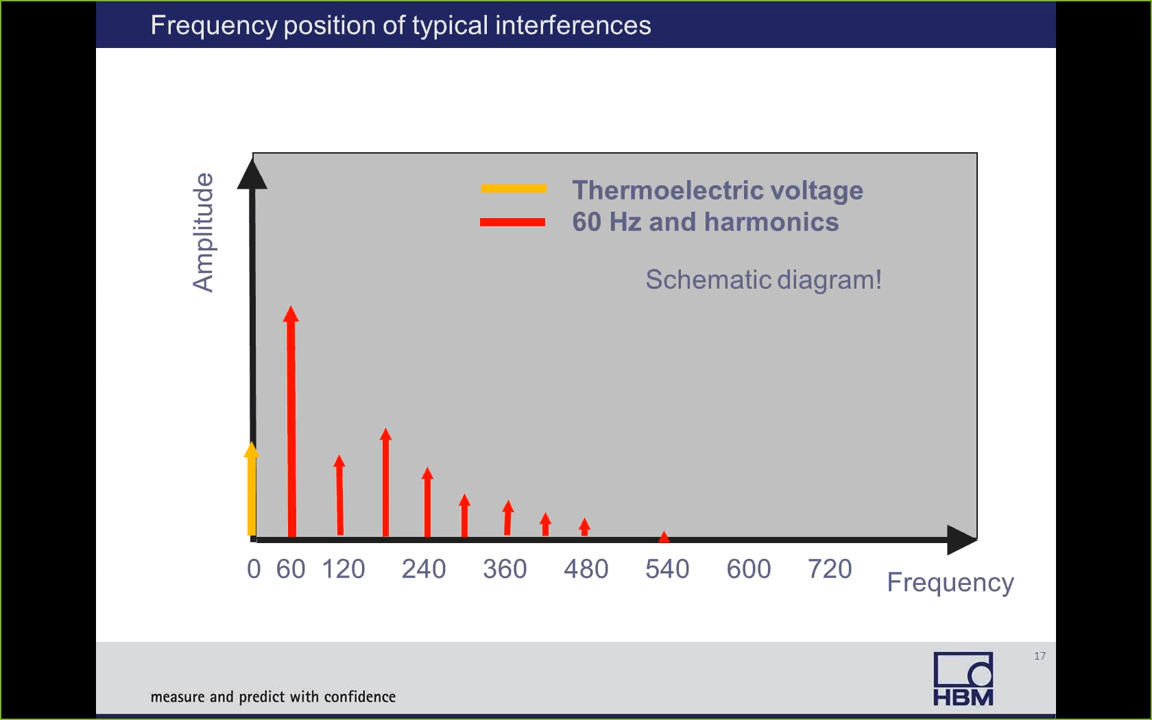 Frequency position of typical interferences
Amplitude
Thermoelectric voltage
60 Hz and harmonics
Schematic diagram!
0 60 120 240 360 480 540 600 720
Frequency
17
measure and predict with confidence
HBM